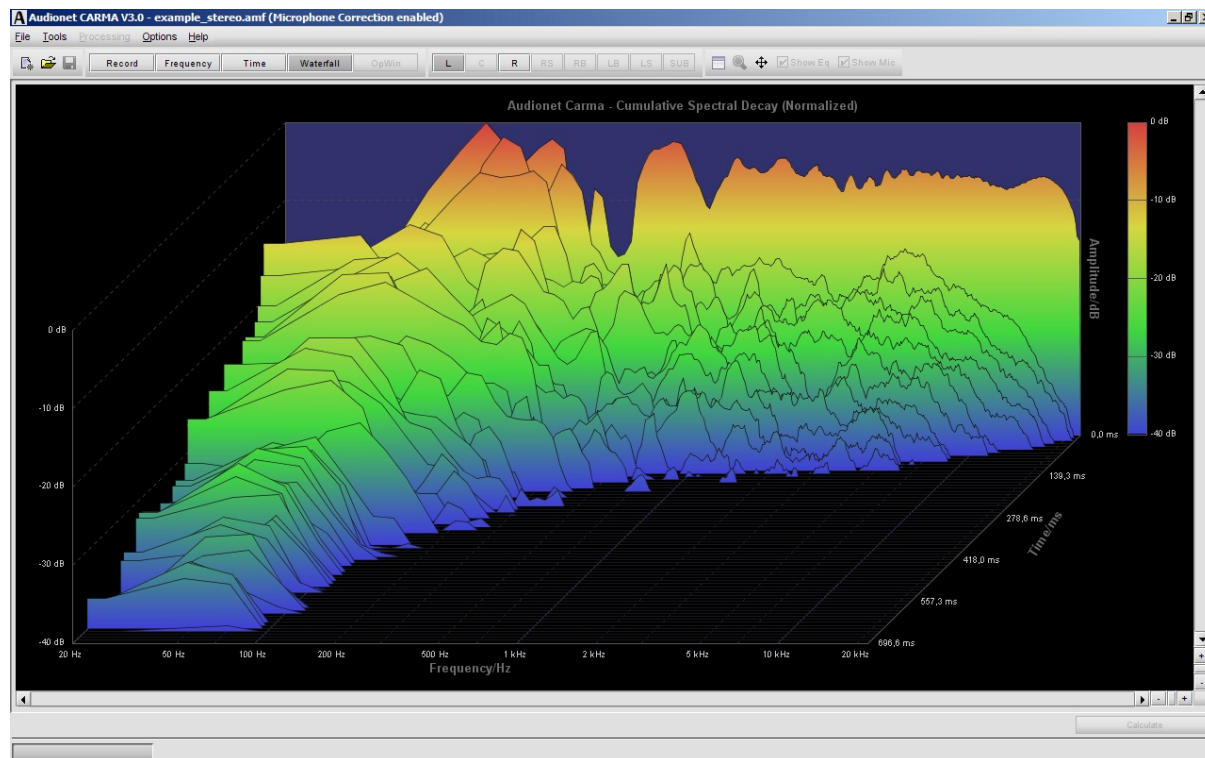 Audionet CARMA V3.0 - example_stereo.amf (Microphone Correction enabled)
File Tools Processing Options Help
Record Frequency Time Waterfall OpWin L C R RS RB LB LS SUB Show Eq Show Mic
Audionet Carma - Cumulative Spectral Decay (Normalized)
0 dB
-10 dB
-20 dB
-30 dB
-40 dB
Amplitude/dB
0 dB
-10 dB
-20 dB
-30 dB
-40 dB
0,0 ms
139,3 ms
278,6 ms
418,0 ms
557,3 ms
696,6 ms
Time/ms
20 Hz 50 Hz 100 Hz 200 Hz 500 Hz 1 kHz 2 kHz 5 kHz 10 kHz 20 kHz
Frequency/Hz
Calculate